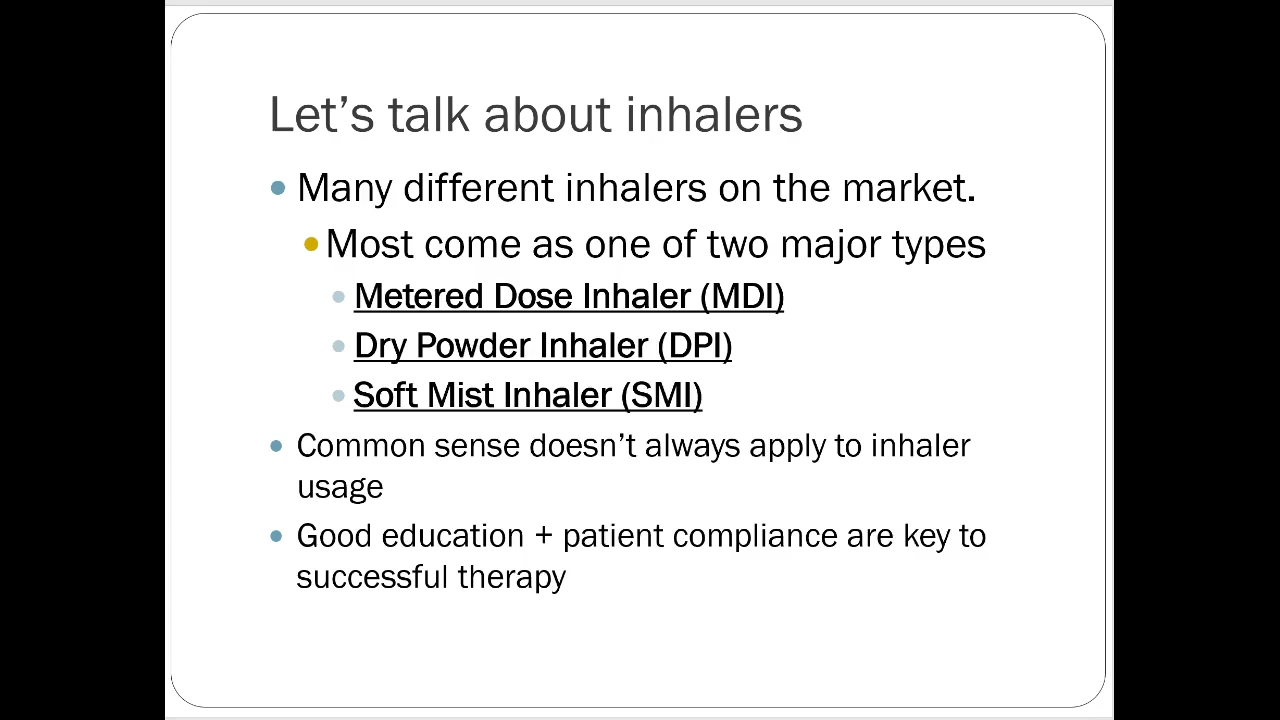 Let's talk about inhalers
Many different inhalers on the market.
Most come as one of two major types
Metered Dose Inhaler (MDI)
Dry Powder Inhaler (DPI)
Soft Mist Inhaler (SMI)
Common sense doesn't always apply to inhaler
usage
Good education + patient compliance are key to
successful therapy